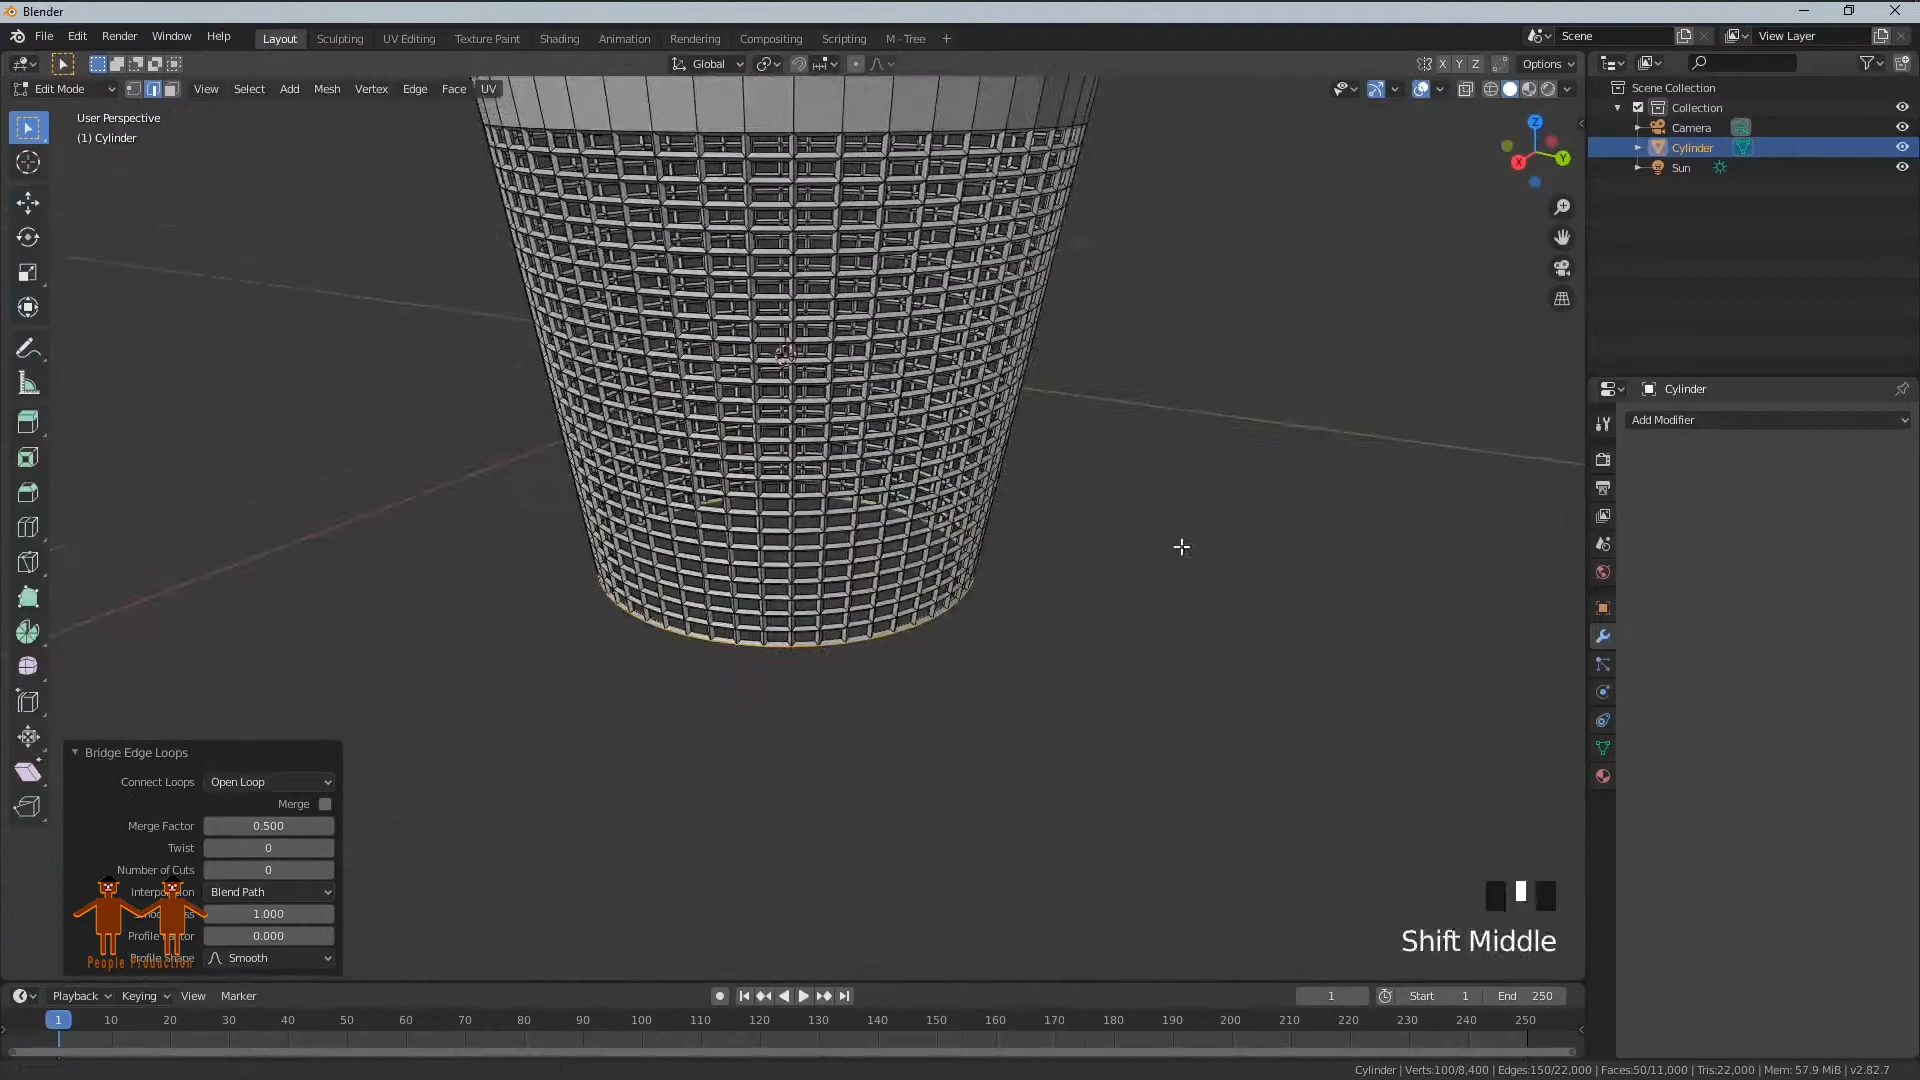 Blender
File Edit Render Window Help Layout Sculpting UV Editing Texture Paint Shading Animation Rendering Compositing Scripting M - Tree + Scene View Layer
Global X Y Z Options
Edit Mode View Select Add Mesh Vertex Edge Face UV
User Perspective
(1) Cylinder
Z
X Y
Scene Collection
Collection
Camera
Cylinder
Sun
Cylinder
Add Modifier
Bridge Edge Loops
Connect Loops Open Loop
Merge
Merge Factor 0.500
Twist 0
Number of Cuts 0
Blend Path
1.000
0.000
Smooth
People Production
Shift Middle
Playback Keying View Marker 1 Start 1 End 250
1 10 20 30 40 50 60 70 80 90 100 110 120 130 140 150 160 170 180 190 200 210 220 230 240 250
Cylinder | Verts:100/8,400 | Edges:150/22,000 | Faces:50/11,000 | Tris:22,000 | Mem: 57.9 MiB | v2.82.7